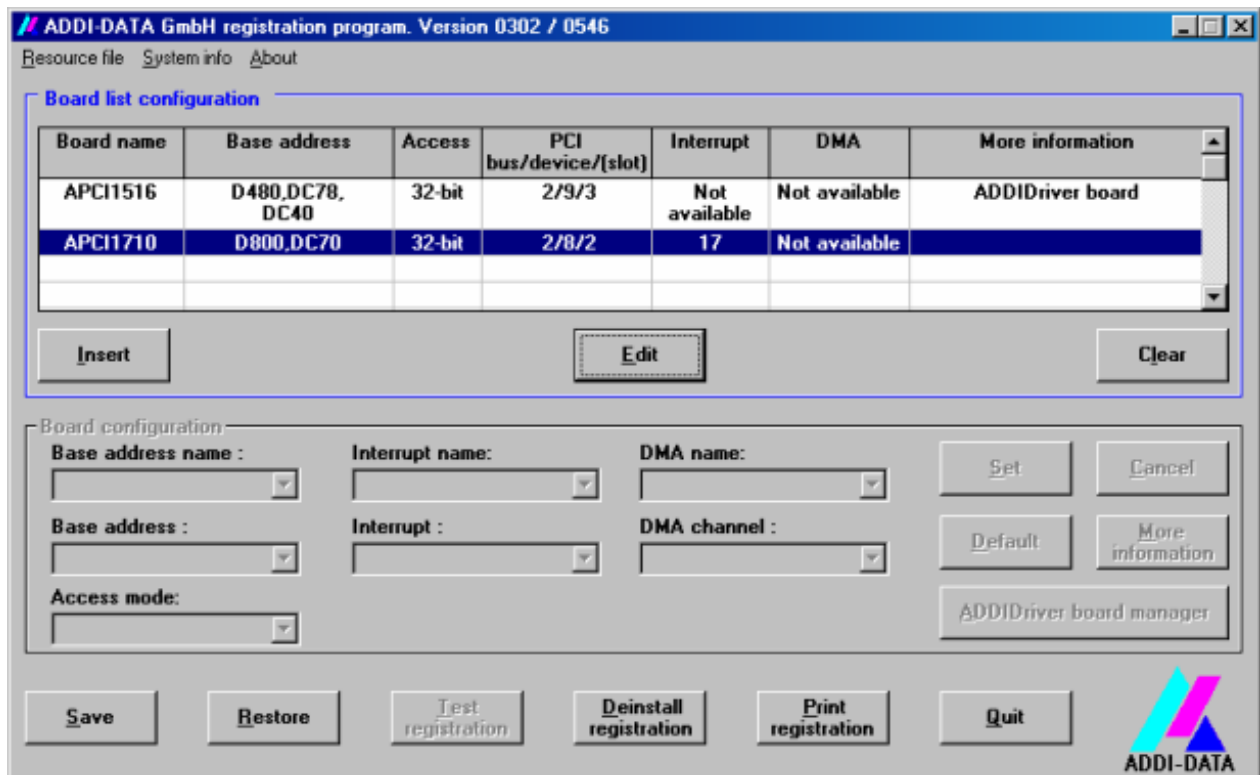 ADDI-DATA GmbH registration program. Version 0302 / 0546
Resource file System info About
Board list configuration
Board name Base address Access PCI bus/device/(slot) Interrupt DMA More information
APCI1516 D480,DC78, DC40 32-bit 2/9/3 Not available Not available ADDIDriver board
APCI1710 D800,DC70 32-bit 2/8/2 17 Not available
Insert Edit Clear
Board configuration
Base address name : Interrupt name: DMA name:
Set Cancel
Base address : Interrupt : DMA channel :
Default More information
Access mode:
ADDIDriver board manager
Save Restore Test registration Deinstall registration Print registration Quit
ADDI-DATA